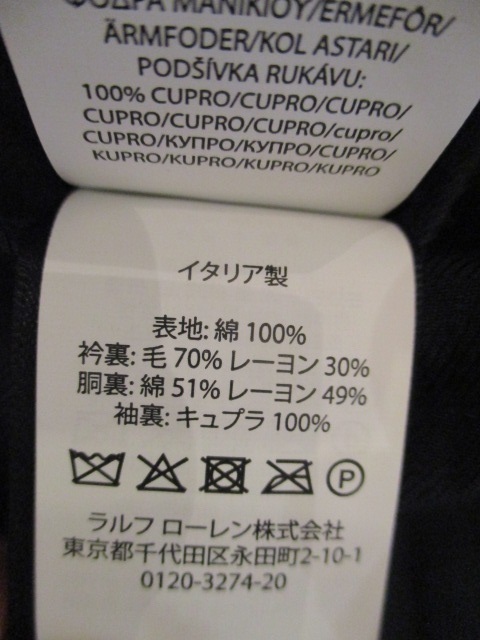 ΦΟΔΡΑ ΜΑΝΙΚΙΟΥ/ERMEFÔR/
ÄRMFODER/KOL ASTARI/
PODŠÍVKA RUKÁVU:
100% CUPRO/CUPRO/CUPRO/
CUPRO/CUPRO/CUPRO/cupro/
CUPRO/КУПРО/КУПРО/CUPRO/
KUPRO/KUPRO/KUPRO/KUPRO
イタリア製
表地: 綿 100%
衿裏: 毛 70% レーヨン 30%
胴裏: 綿 51% レーヨン 49%
袖裏: キュプラ 100%
P
ラルフ ローレン株式会社
東京都千代田区永田町2-10-1
0120-3274-20